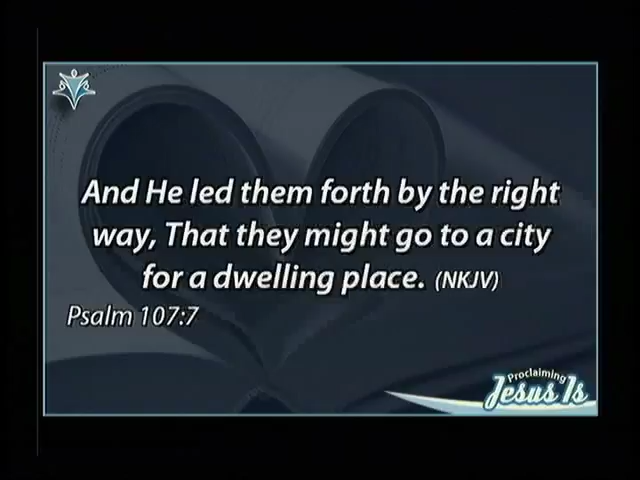 And He led them forth by the right
way, That they might go to a city
for a dwelling place. (NKJV)
Psalm 107:7
Proclaiming
Jesus Is